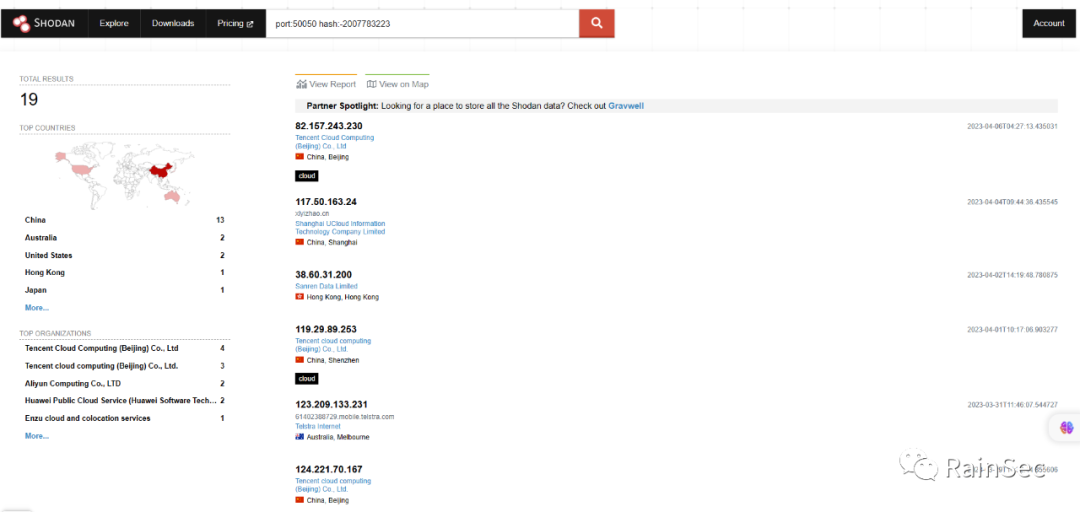 SHODAN Explore Downloads Pricing port:50050 hash:-2007783223 Account
TOTAL RESULTS
19
TOP COUNTRIES
China 13
Australia 2
United States 2
Hong Kong 1
Japan 1
More...
TOP ORGANIZATIONS
Tencent Cloud Computing (Beijing) Co., Ltd 4
Tencent cloud computing (Beijing) Co., Ltd. 3
Aliyun Computing Co., LTD 2
Huawei Public Cloud Service (Huawei Software Tech... 2
Enzu cloud and colocation services 1
More...
View Report View on Map
Partner Spotlight: Looking for a place to store all the Shodan data? Check out Gravwell
82.157.243.230 2023-04-06T04:27:13.435031
Tencent Cloud Computing
(Beijing) Co., Ltd
China, Beijing
cloud
117.50.163.24 2023-04-04T09:44:36.435545
xiyizhao.cn
Shanghai UCloud Information
Technology Company Limited
China, Shanghai
38.60.31.200 2023-04-02T14:19:48.780875
Sanren Data Limited
Hong Kong, Hong Kong
119.29.89.253 2023-04-01T10:17:06.903277
Tencent cloud computing
(Beijing) Co., Ltd.
China, Shenzhen
cloud
123.209.133.231 2023-03-31T11:46:07.544727
61402388729.mobile.telstra.com
Telstra Internet
Australia, Melbourne
124.221.70.167
Tencent cloud computing
(Beijing) Co., Ltd.
China, Beijing
RainSec